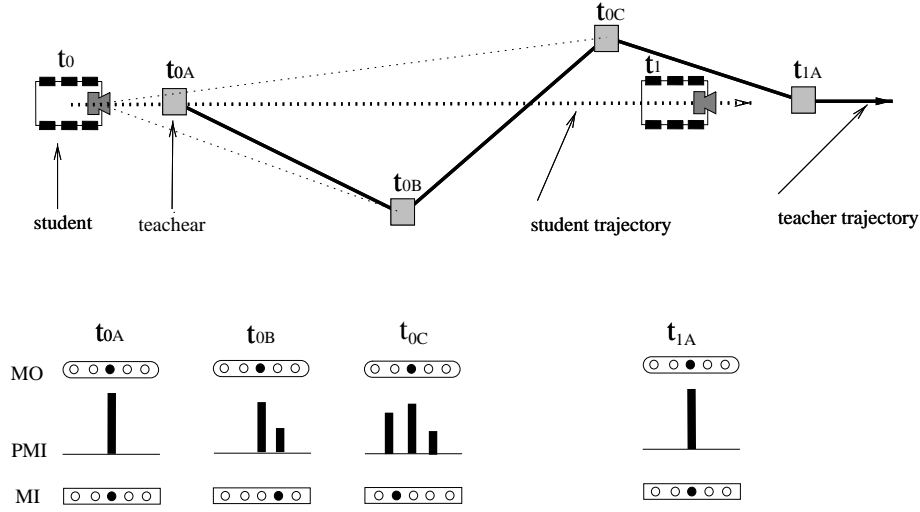 t0C
t0 t0A t1 t1A
t0B
student teachear student trajectory teacher trajectory
t0A t0B t0C t1A
MO
PMI
MI